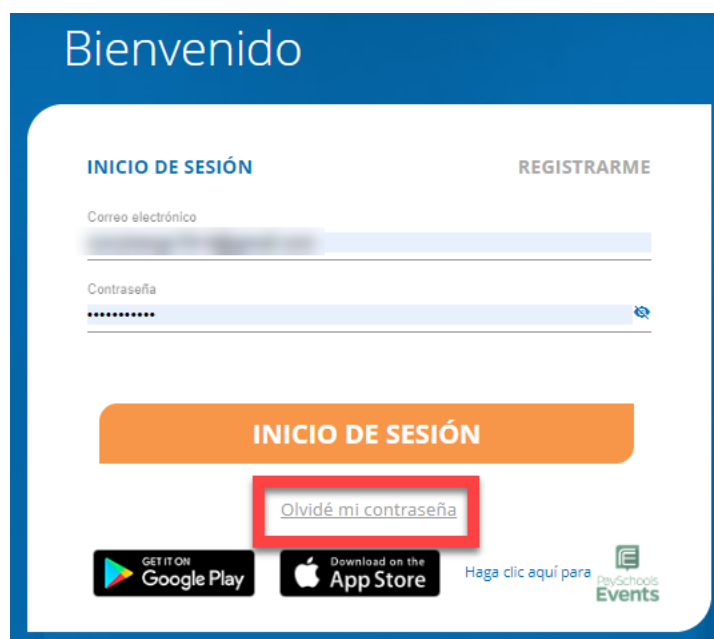 Bienvenido
INICIO DE SESIÓN
REGISTRARME
Correo electrónico
Contraseña
•••••••••••
INICIO DE SESIÓN
Olvidé mi contraseña
GET IT ON
Google Play
Download on the
App Store
Haga clic aquí para
PaySchools
Events